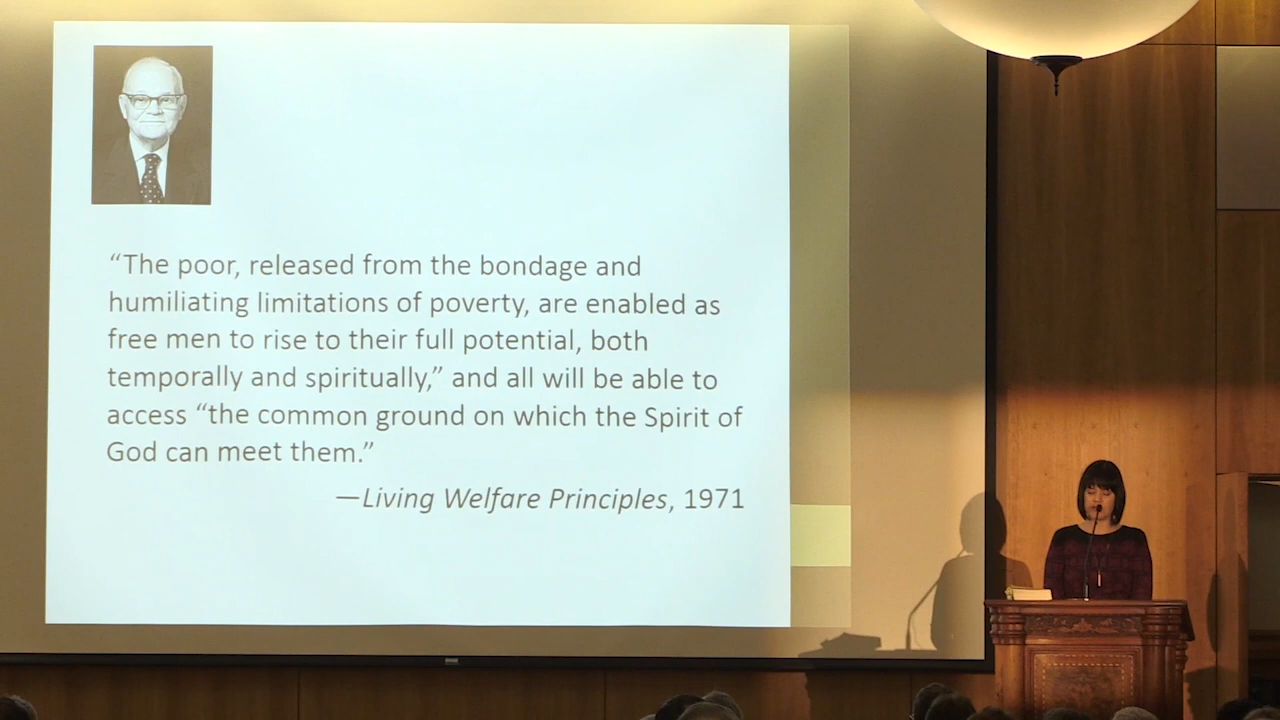 “The poor, released from the bondage and
humiliating limitations of poverty, are enabled as
free men to rise to their full potential, both
temporally and spiritually,” and all will be able to
access “the common ground on which the Spirit of
God can meet them.”
—Living Welfare Principles, 1971